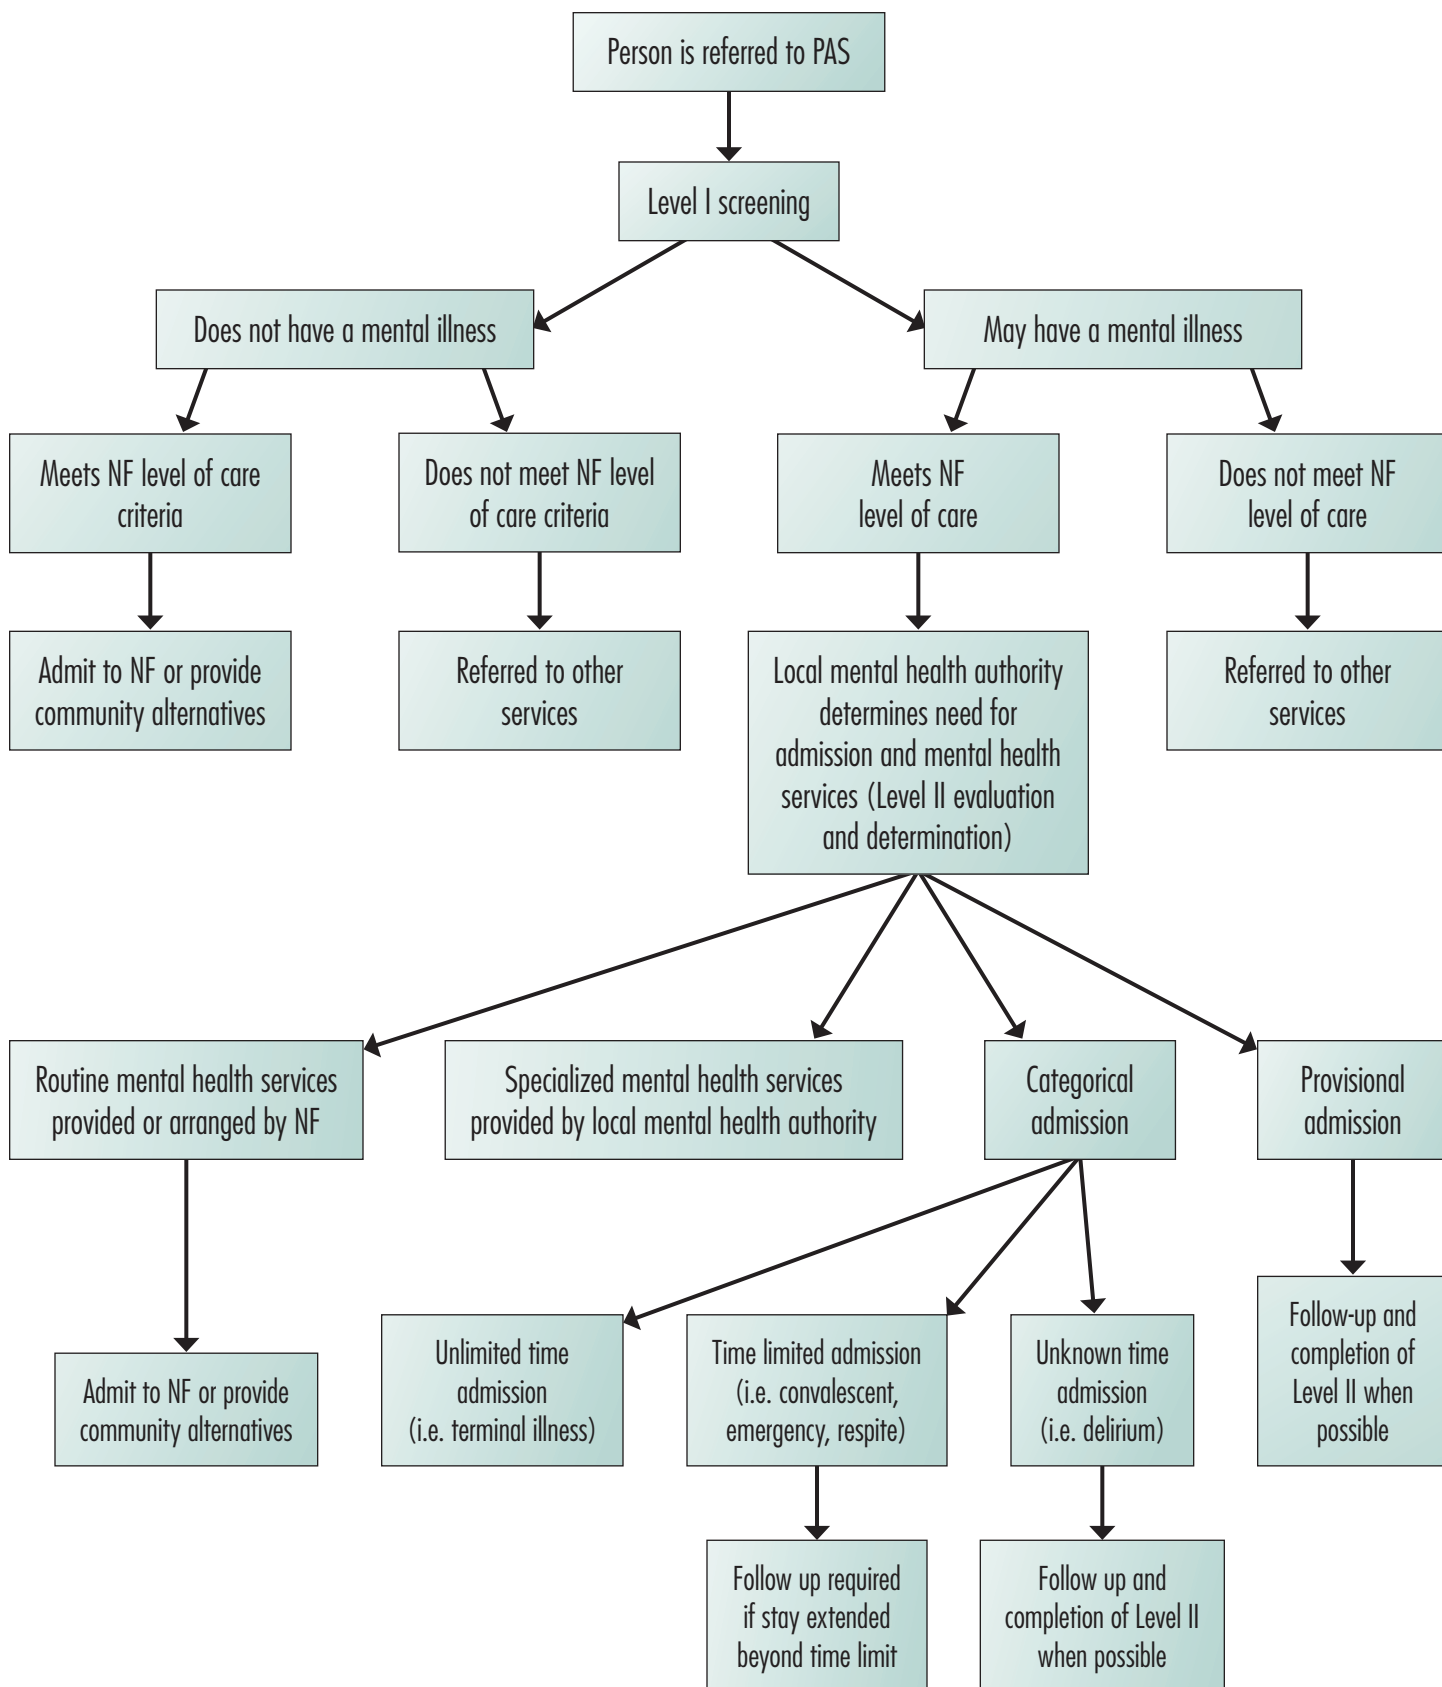 Person is referred to PAS
Level I screening
Does not have a mental illness
May have a mental illness
Meets NF level of care
criteria
Does not meet NF level
of care criteria
Meets NF
level of care
Does not meet NF
level of care
Admit to NF or provide
community alternatives
Referred to other
services
Local mental health authority
determines need for
admission and mental health
services (Level II evaluation
and determination)
Referred to other
services
Routine mental health services
provided or arranged by NF
Specialized mental health services
provided by local mental health authority
Categorical
admission
Provisional
admission
Admit to NF or provide
community alternatives
Unlimited time
admission
(i.e. terminal illness)
Time limited admission
(i.e. convalescent,
emergency, respite)
Unknown time
admission
(i.e. delirium)
Follow-up and
completion of
Level II when
possible
Follow up required
if stay extended
beyond time limit
Follow up and
completion of Level II
when possible